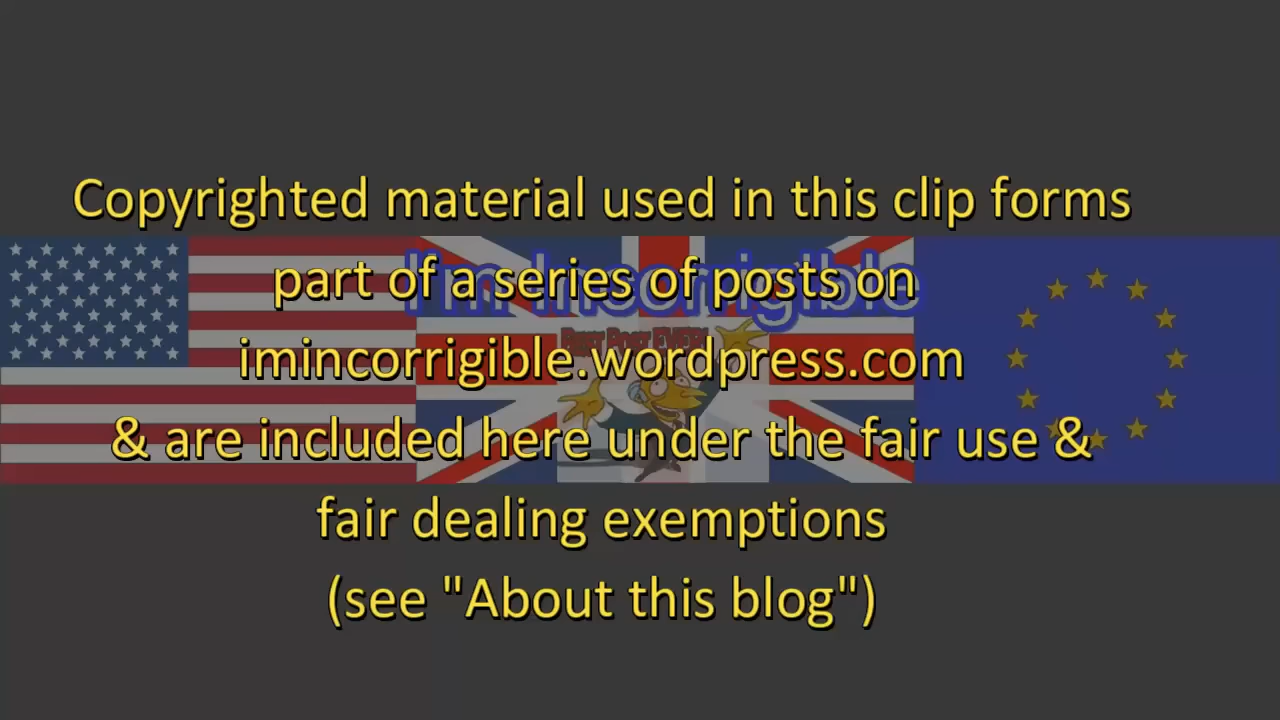 Copyrighted material used in this clip forms
part of a series of posts on
I'm Incorrigible
imincorrigible.wordpress.com
& are included here under the fair use &
fair dealing exemptions
(see "About this blog")